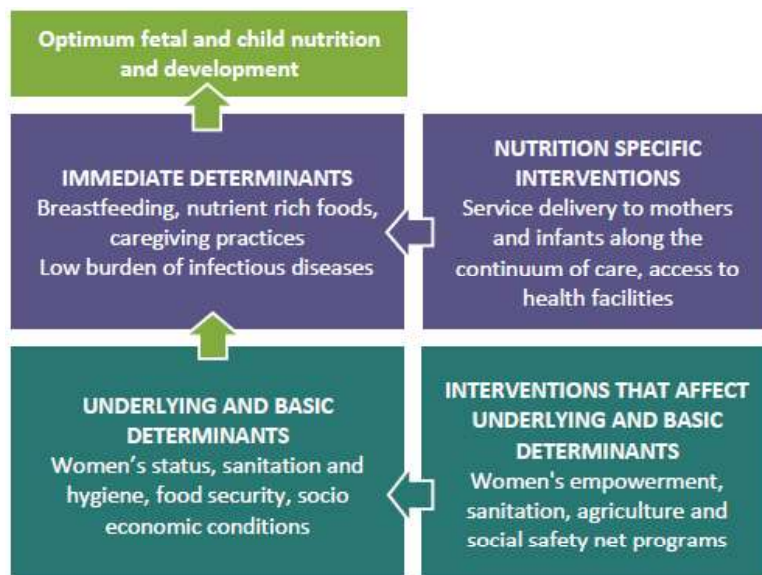 Optimum fetal and child nutrition
and development
IMMEDIATE DETERMINANTS
Breastfeeding, nutrient rich foods,
caregiving practices
Low burden of infectious diseases
NUTRITION SPECIFIC
INTERVENTIONS
Service delivery to mothers
and infants along the
continuum of care, access to
health facilities
UNDERLYING AND BASIC
DETERMINANTS
Women's status, sanitation and
hygiene, food security, socio
economic conditions
INTERVENTIONS THAT AFFECT
UNDERLYING AND BASIC
DETERMINANTS
Women's empowerment,
sanitation, agriculture and
social safety net programs